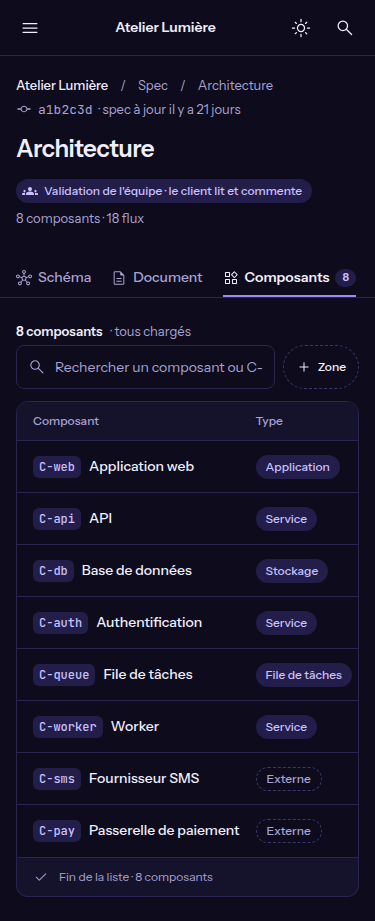 Atelier Lumière
Atelier Lumière / Spec / Architecture
a1b2c3d · spec à jour il y a 21 jours
Architecture
Validation de l'équipe · le client lit et commente
8 composants · 18 flux
Schéma Document Composants 8
8 composants · tous chargés
Rechercher un composant ou C- Zone
Composant Type
C-web Application web Application
C-api API Service
C-db Base de données Stockage
C-auth Authentification Service
C-queue File de tâches File de tâches
C-worker Worker Service
C-sms Fournisseur SMS Externe
C-pay Passerelle de paiement Externe
Fin de la liste · 8 composants